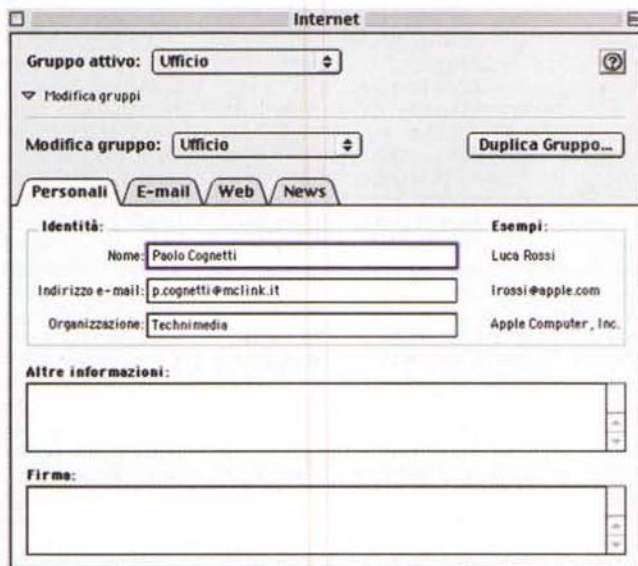 Internet
Gruppo attivo: Ufficio
Modifica gruppi
Modifica gruppo: Ufficio Duplica Gruppo...
Personali E-mail Web News
Identità: Esempi:
Nome: Paolo Cognetti Luca Rossi
Indirizzo e-mail: p.cognetti@mclink.it lrossi@apple.com
Organizzazione: Technimedia Apple Computer, Inc.
Altre informazioni:
Firma: